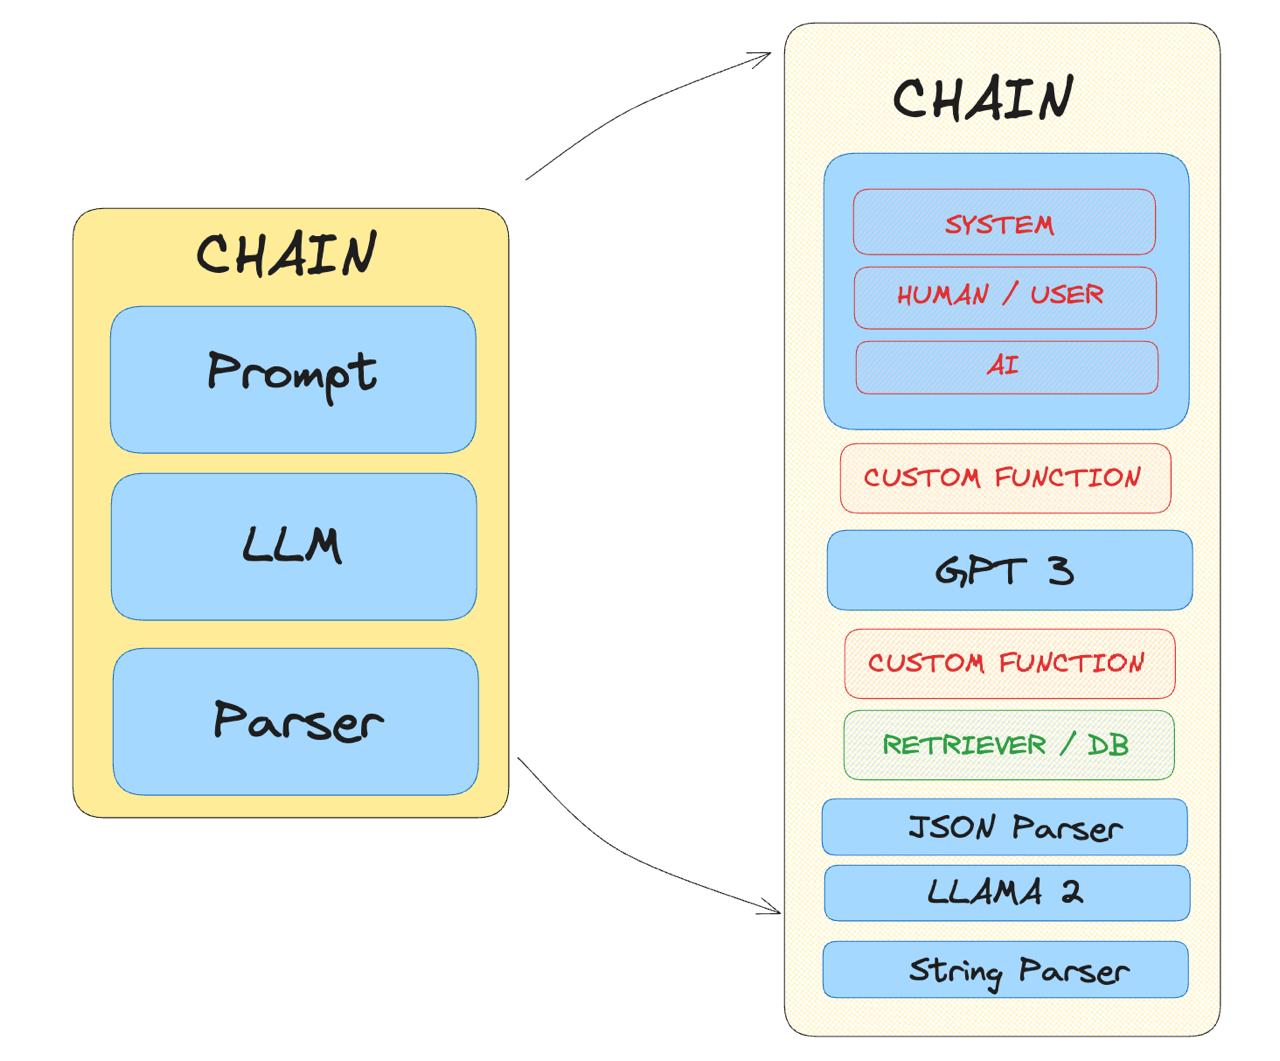 CHAIN
Prompt
LLM
Parser
CHAIN
SYSTEM
HUMAN / USER
AI
CUSTOM FUNCTION
GPT 3
CUSTOM FUNCTION
RETRIEVER / DB
JSON Parser
LLAMA 2
String Parser